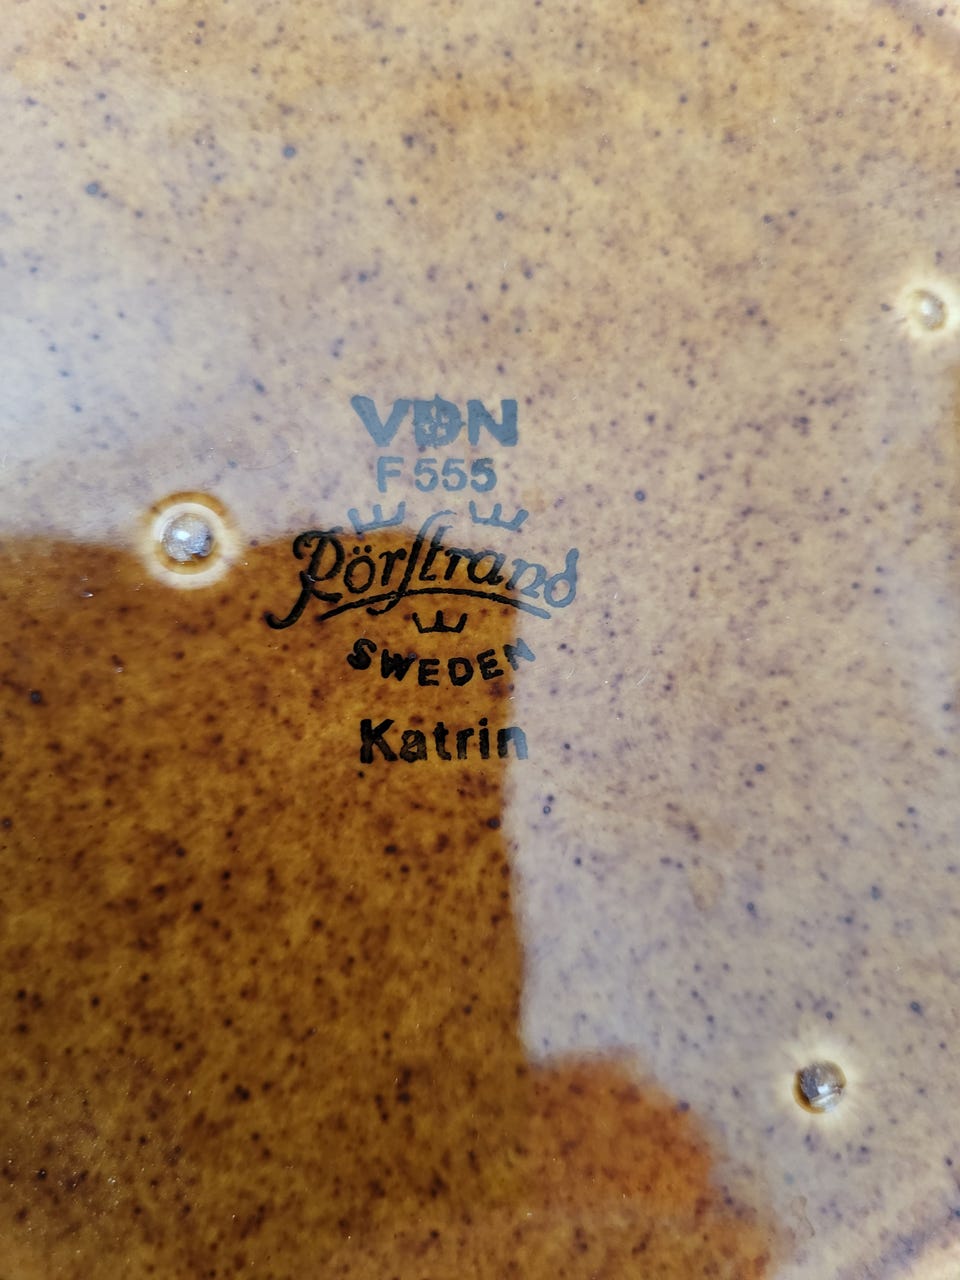 VDN
F 555
Rörstrand
SWEDEN
Katrin